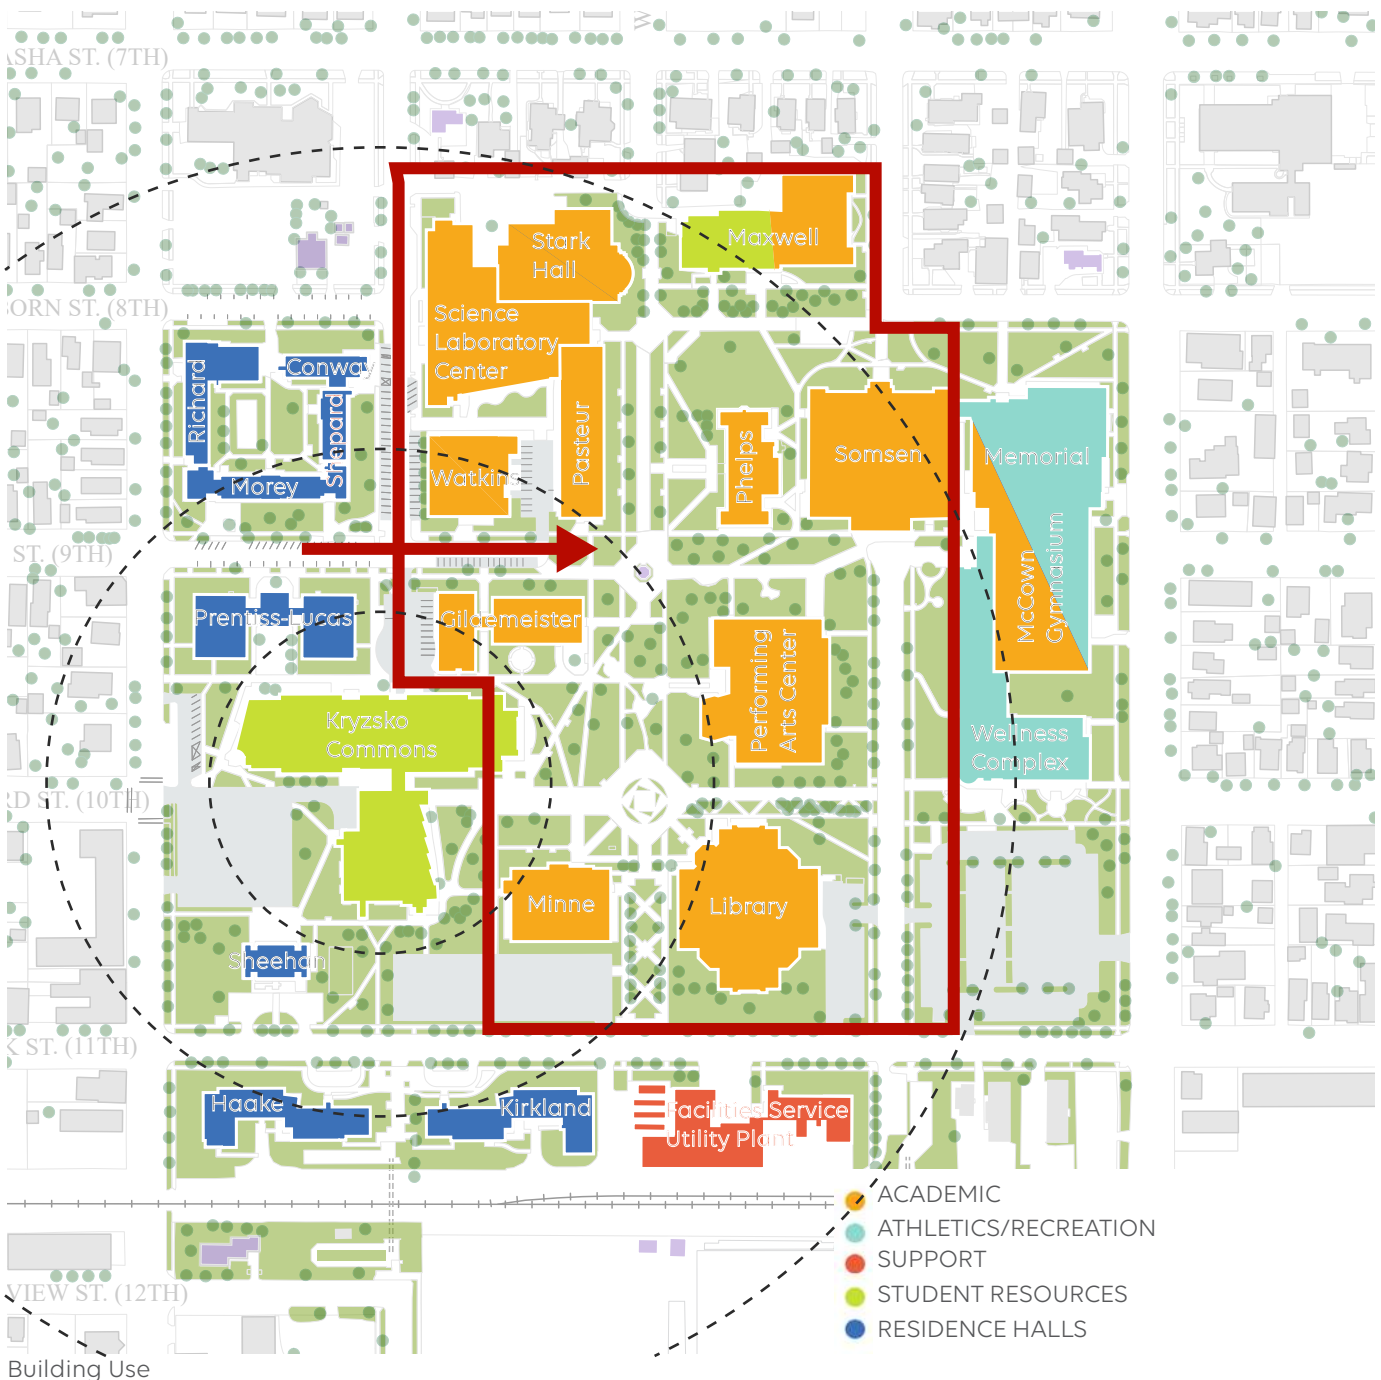 ASHA ST. (7TH)
W
Stark
Hall
Maxwell
BORN ST. (8TH)
Science
Laboratory
Center
Richard
Conway
Shepard
Morey
Watkins
Pasteur
Phelps
Somsen
Memorial
ST. (9TH)
McCown
Gymnasium
Prentiss-Lucas
Gildemeister
Performing
Arts Center
Kryzsko
Commons
Wellness
Complex
RD ST. (10TH)
Minne
Library
Sheehan
K ST. (11TH)
Haake
Kirkland
Facilities Service
Utility Plant
ACADEMIC
ATHLETICS/RECREATION
SUPPORT
STUDENT RESOURCES
RESIDENCE HALLS
VIEW ST. (12TH)
Building Use